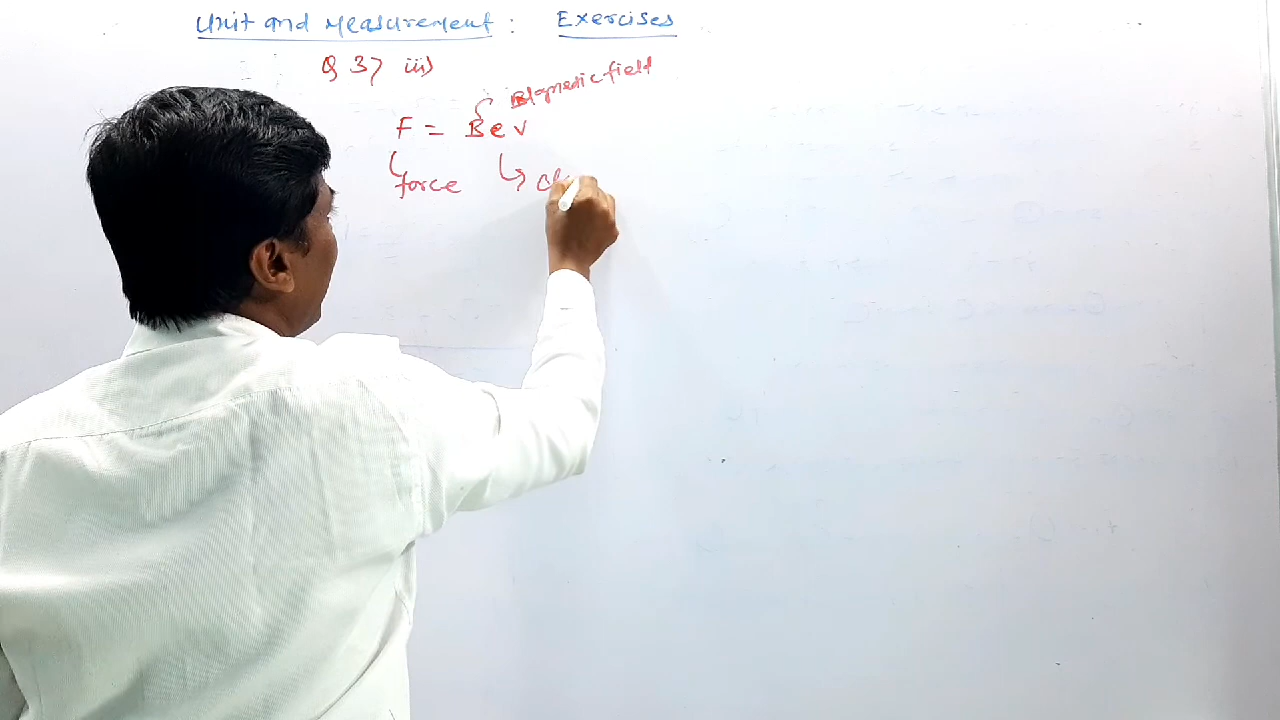 Unit and Measurement : Exercises
Q 37 iii)
Magnetic field
F = Bev
force